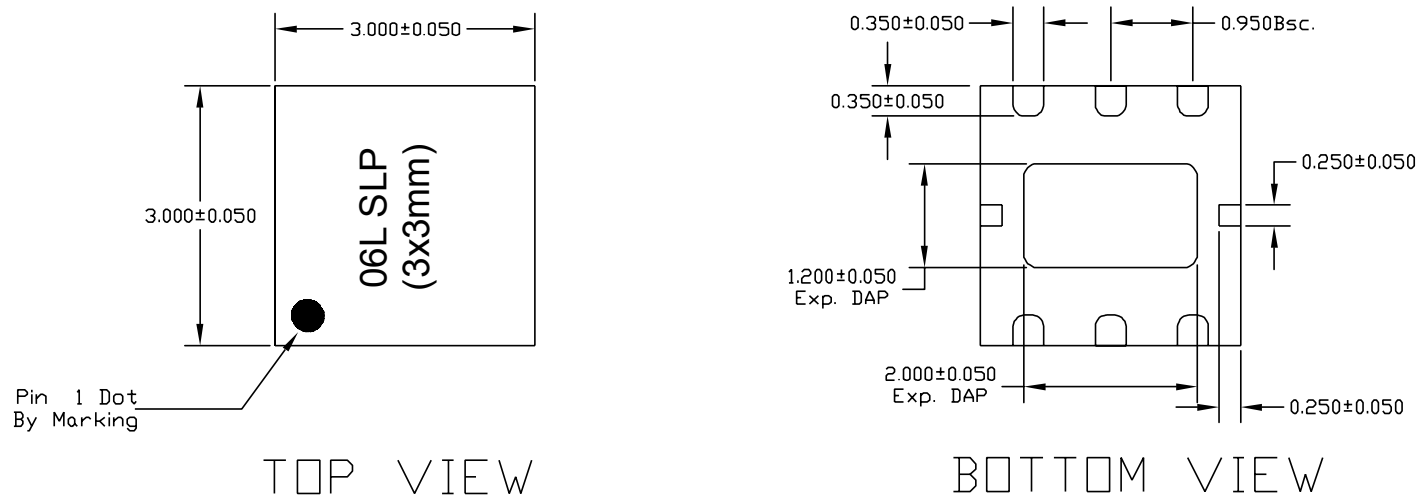 3.000±0.050
3.000±0.050
06L SLP
(3x3mm)
Pin 1 Dot
By Marking
TOP VIEW
0.350±0.050
0.950Bsc.
0.350±0.050
0.250±0.050
1.200±0.050
Exp. DAP
2.000±0.050
Exp. DAP
0.250±0.050
BOTTOM VIEW